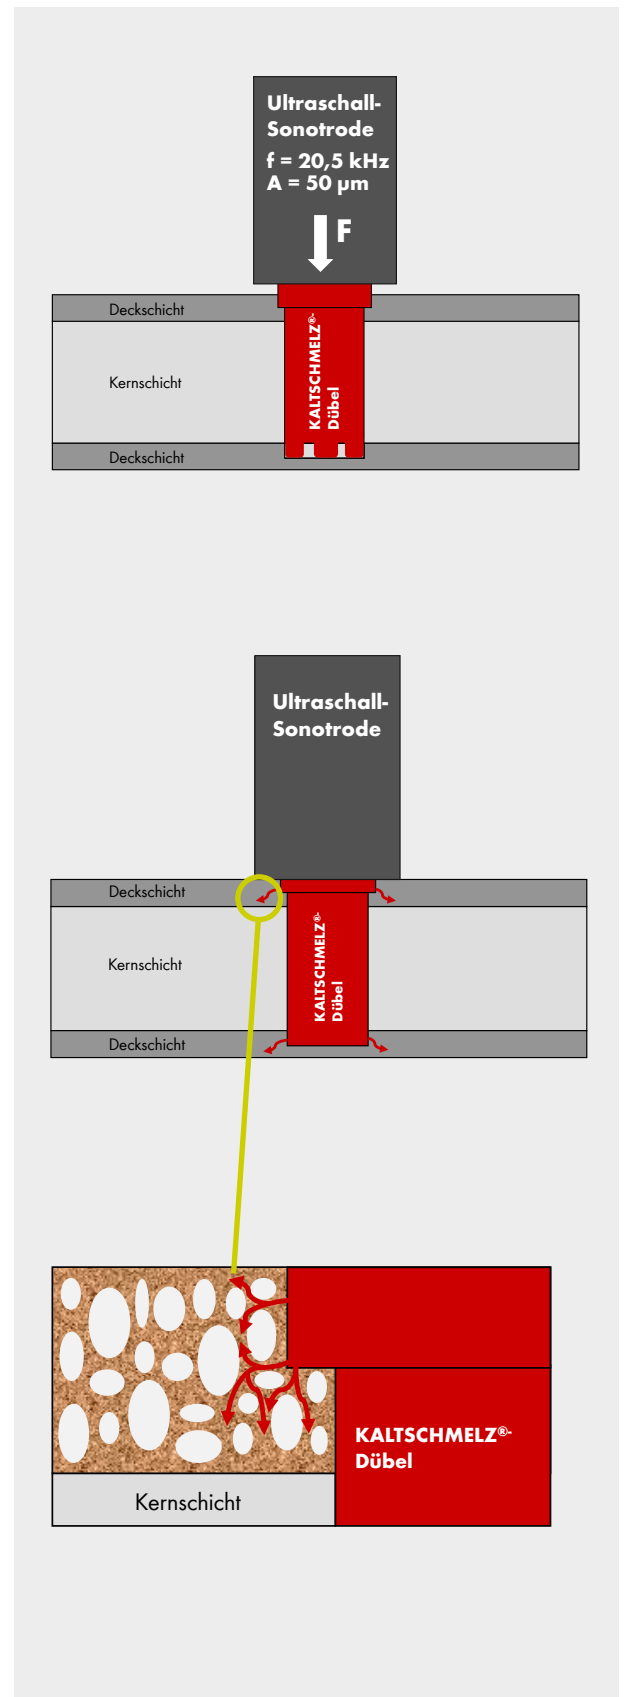 Ultraschall-
Sonotrode
f = 20,5 kHz
A = 50 µm
F
Deckschicht
Kernschicht
KALTSCHMELZ®-
Dübel
Deckschicht
Ultraschall-
Sonotrode
Deckschicht
Kernschicht
KALTSCHMELZ®-
Dübel
Deckschicht
KALTSCHMELZ®-
Dübel
Kernschicht